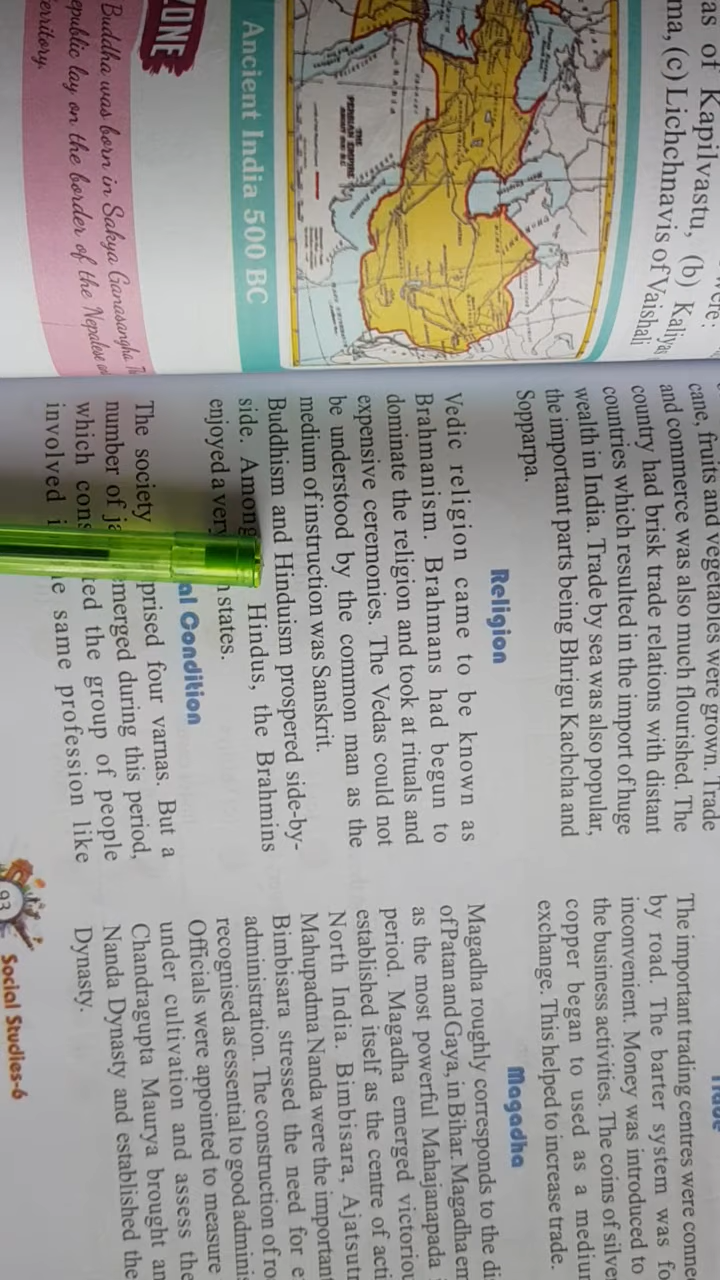 as of Kapilvastu, (b) Kaliyas
ma, (c) Lichchnavis of Vaishali
THE
PERSIAN EMPIRE
ARABIA
Ancient India 500 BC
ZONE
Buddha was born in Sakya Ganasangha.
epublic lay on the border of the Nepalese
erritory.
cane, fruits and vegetables were grown. Trade
and commerce was also much flourished. The
country had brisk trade relations with distant
countries which resulted in the import of huge
wealth in India. Trade by sea was also popular,
the important parts being Bhrigu Kachcha and
Sopparpa.
Religion
Vedic religion came to be known as
Brahmanism. Brahmans had begun to
dominate the religion and took at rituals and
expensive ceremonies. The Vedas could not
be understood by the common man as the
medium of instruction was Sanskrit.
Buddhism and Hinduism prospered side-by-
side. Among Hindus, the Brahmins
enjoyed a very states.
al Condition
The society prised four varnas. But a
number of ja emerged during this period,
which cons ted the group of people
involved i e same profession like
The important trading centres were conne
by road. The barter system was fo
inconvenient. Money was introduced to
the business activities. The coins of silve
copper began to used as a mediu
exchange. This helped to increase trade.
Magadha
Magadha roughly corresponds to the di
of Patan and Gaya, in Bihar. Magadha em
as the most powerful Mahajanapada
period. Magadha emerged victoriou
established itself as the centre of acti
North India. Bimbisara, Ajatsutr
Mahupadma Nanda were the important
Bimbisara stressed the need for e
administration. The construction of ro
recognised as essential to good adminis
Officials were appointed to measure
under cultivation and assess the
Chandragupta Maurya brought an
Nanda Dynasty and established the
Dynasty.
93
Social Studies-6